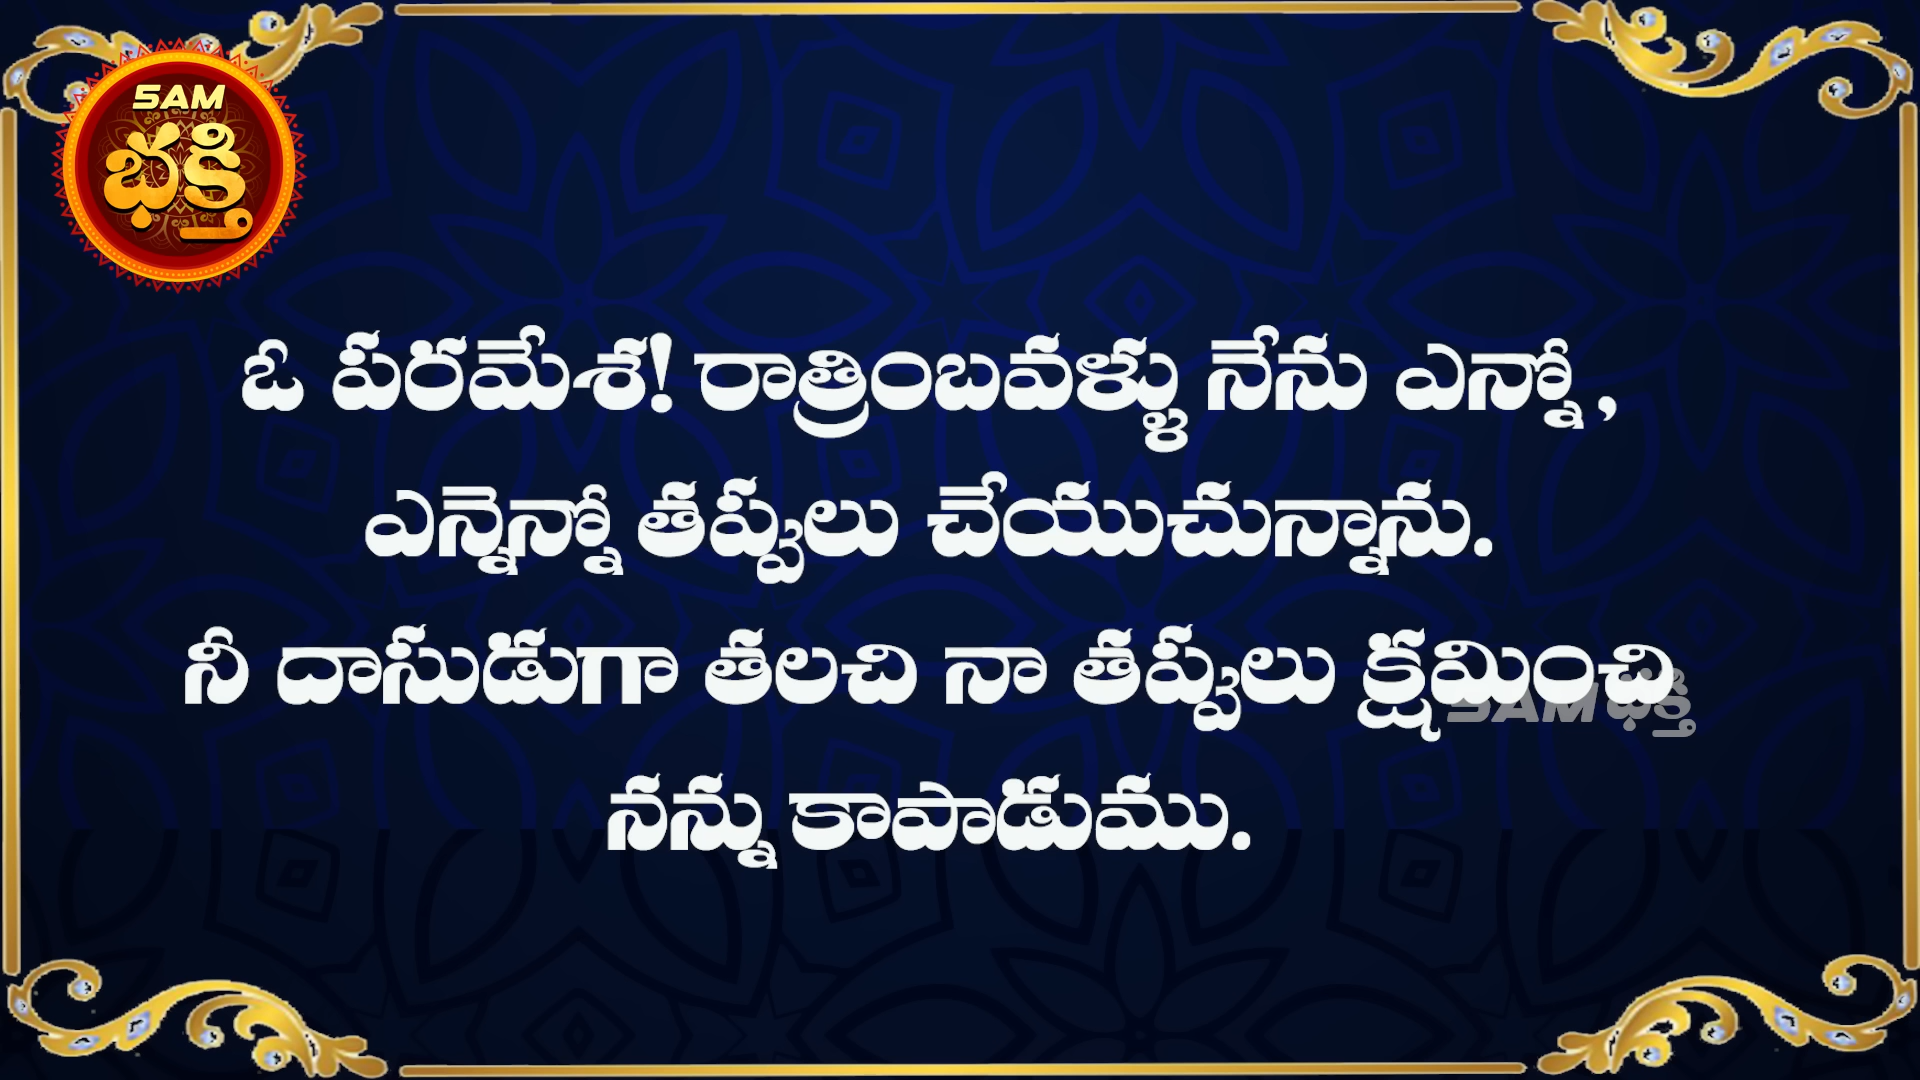 5AM
భక్తి
ఓ పరమేశ! రాత్రింబవళ్ళు నేను ఎన్నో,
ఎన్నెన్నో తప్పులు చేయుచున్నాను.
నీ దాసుడుగా తలచి నా తప్పులు క్షమించి
5AM భక్తి
నన్ను కాపాడుము.